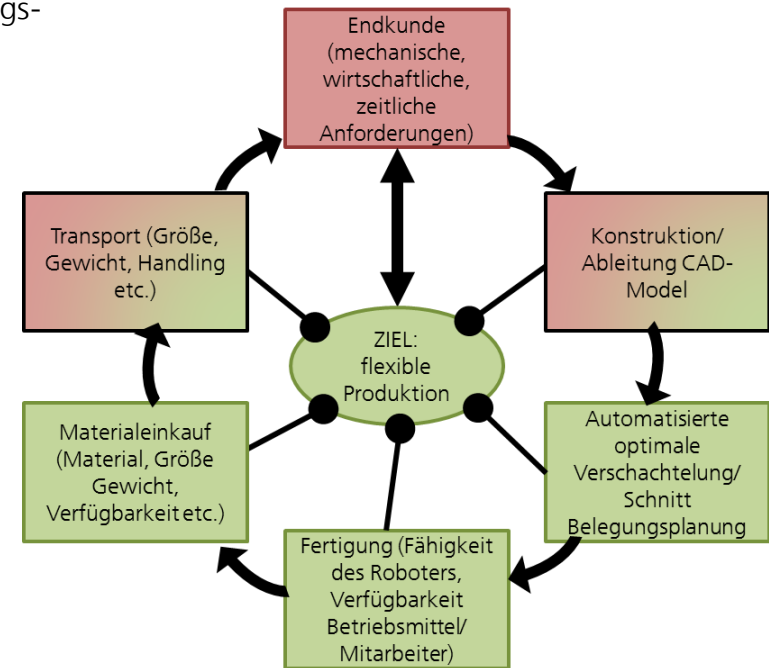 gs-
Endkunde
(mechanische,
wirtschaftliche,
zeitliche
Anforderungen)
Transport (Größe,
Gewicht, Handling
etc.)
Konstruktion/
Ableitung CAD-
Model
ZIEL:
flexible
Produktion
Materialeinkauf
(Material, Größe
Gewicht,
Verfügbarkeit etc.)
Automatisierte
optimale
Verschachtelung/
Schnitt
Belegungsplanung
Fertigung (Fähigkeit
des Roboters,
Verfügbarkeit
Betriebsmittel/
Mitarbeiter)